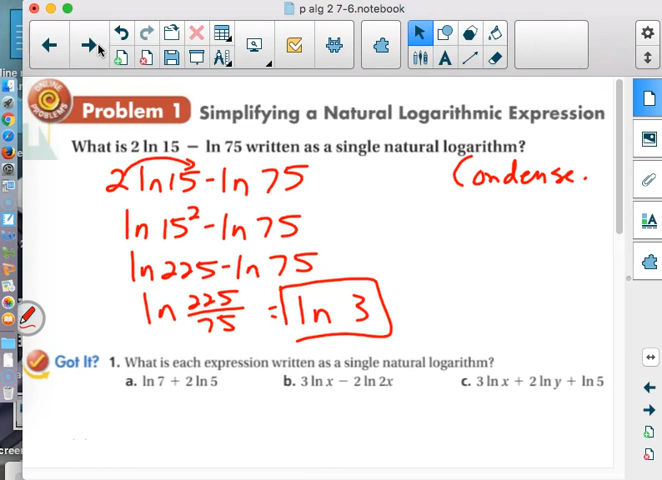 p alg 2 7-6.notebook
ONLINE
PROBLEMS
Problem 1 Simplifying a Natural Logarithmic Expression
What is 2 ln 15 − ln 75 written as a single natural logarithm?
2 ln 15 - ln 75 Condense.
ln 15² - ln 75
ln 225 - ln 75
ln 225/75 = ln 3
Got It? 1. What is each expression written as a single natural logarithm?
a. ln 7 + 2 ln 5 b. 3 ln x − 2 ln 2x c. 3 ln x + 2 ln y + ln 5